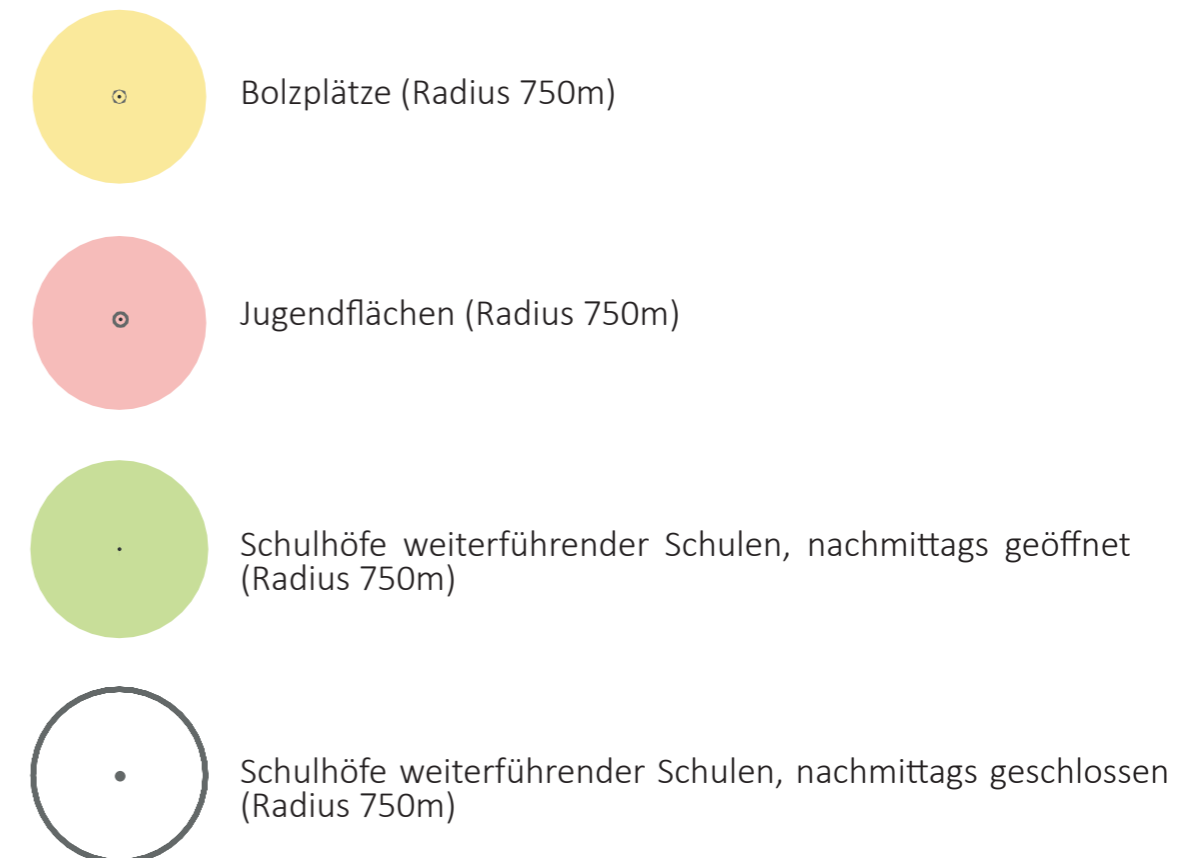 Bolzplätze (Radius 750m)
Jugendflächen (Radius 750m)
Schulhöfe weiterführender Schulen, nachmittags geöffnet
(Radius 750m)
Schulhöfe weiterführender Schulen, nachmittags geschlossen
(Radius 750m)